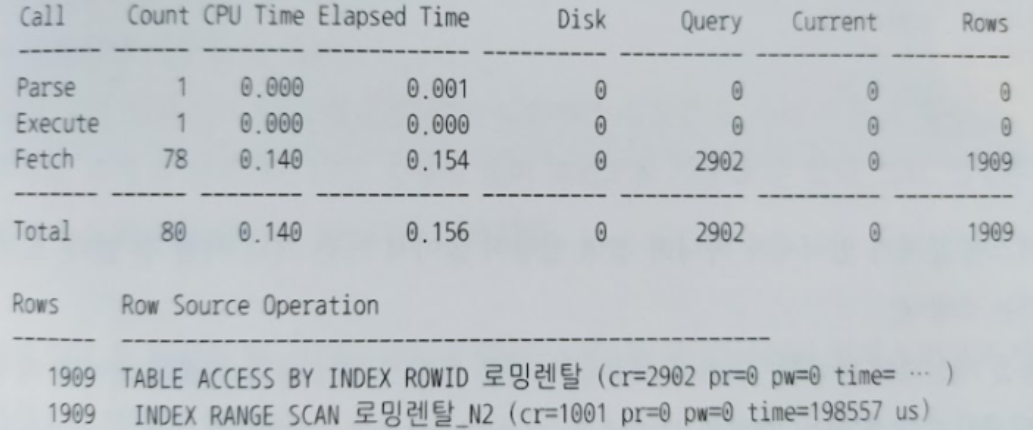 Call Count CPU Time Elapsed Time Disk Query Current Rows
------- ------ -------- ------------ ---------- ---------- ---------- ----------
Parse 1 0.000 0.001 0 0 0 0
Execute 1 0.000 0.000 0 0 0 0
Fetch 78 0.140 0.154 0 2902 0 1909
------- ------ -------- ------------ ---------- ---------- ---------- ----------
Total 80 0.140 0.156 0 2902 0 1909
Rows Row Source Operation
------- ---------------------------------------------------
1909 TABLE ACCESS BY INDEX ROWID 로밍렌탈 (cr=2902 pr=0 pw=0 time= ··· )
1909 INDEX RANGE SCAN 로밍렌탈_N2 (cr=1001 pr=0 pw=0 time=198557 us)